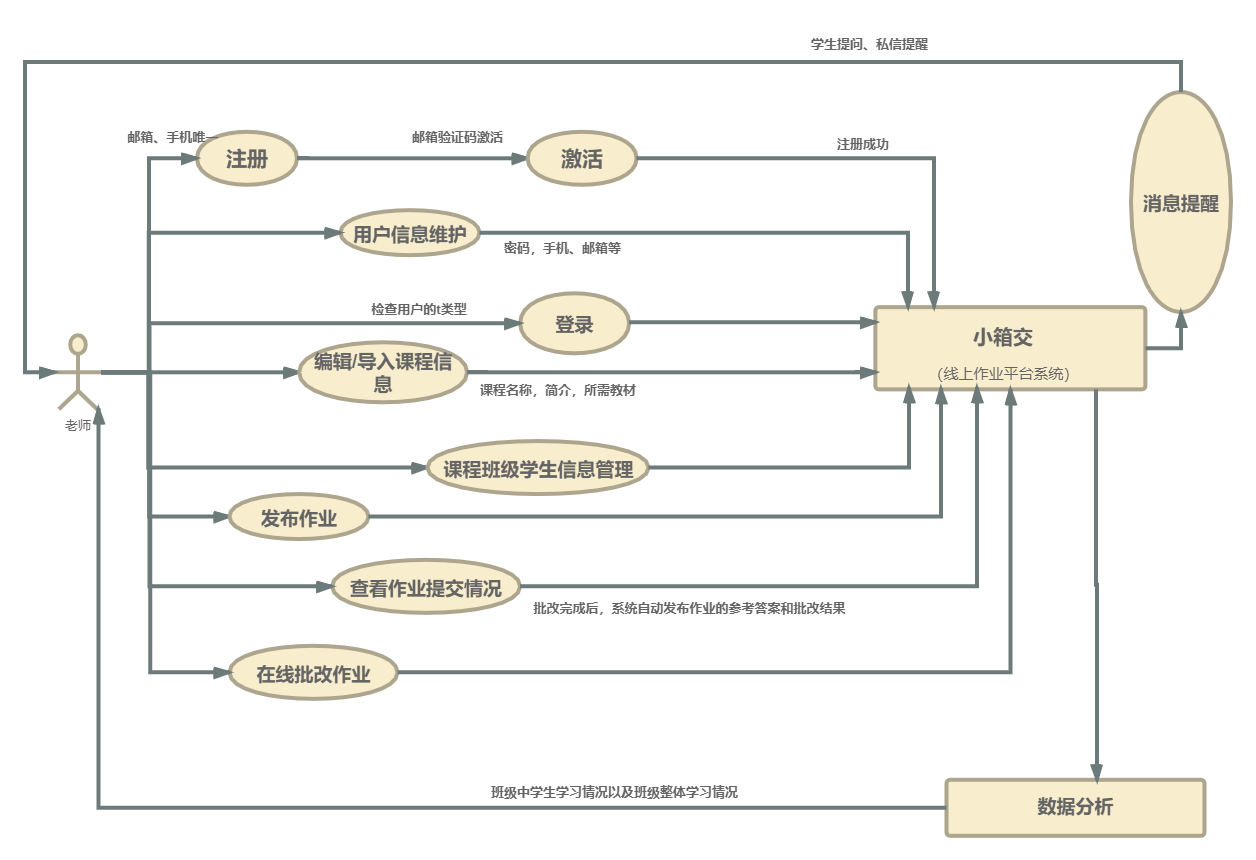 学生提问、私信提醒
邮箱、手机唯一
注册
邮箱验证码激活
激活
注册成功
消息提醒
用户信息维护
密码，手机、邮箱等
检查用户的t类型
登录
小箱交
(线上作业平台系统)
编辑/导入课程信
息
课程名称，简介，所需教材
老师
课程班级学生信息管理
发布作业
查看作业提交情况
批改完成后，系统自动发布作业的参考答案和批改结果
在线批改作业
班级中学生学习情况以及班级整体学习情况
数据分析